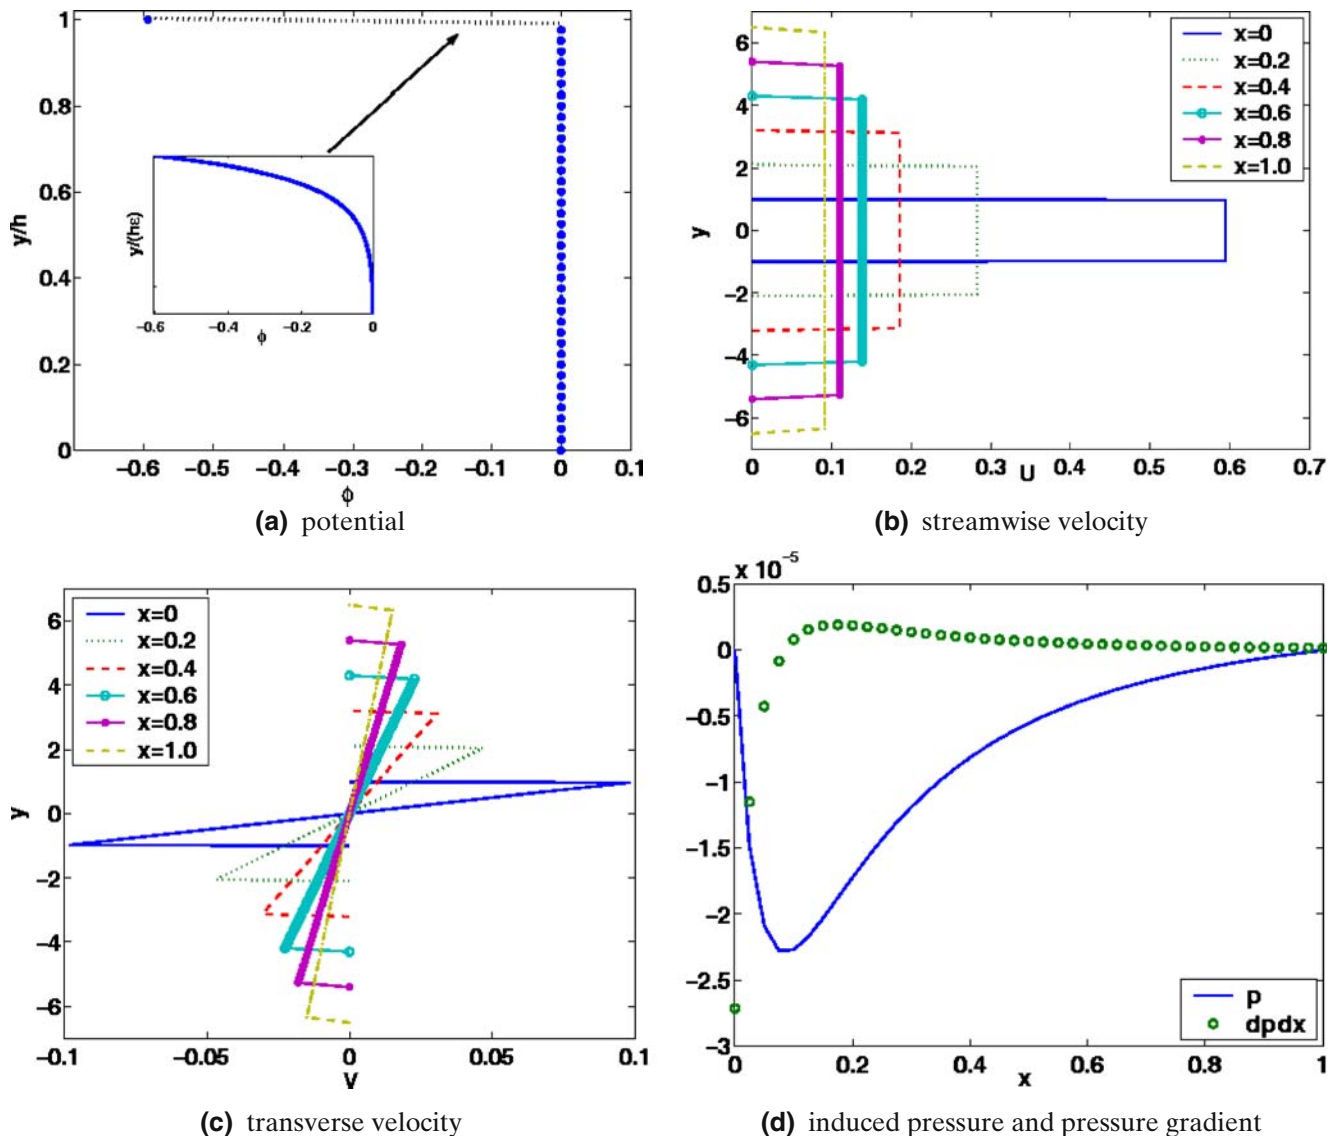 1
0.8
0.6
0.4
0.2
0
y/h
−0.6 −0.5 −0.4 −0.3 −0.2 −0.1 0 0.1
ϕ
y/(hε)
−0.6 −0.4 −0.2 0
ϕ
(a) potential
6
4
2
0
−2
−4
−6
y
0 0.1 0.2 0.3 0.4 0.5 0.6 0.7
U
x=0
x=0.2
x=0.4
x=0.6
x=0.8
x=1.0
(b) streamwise velocity
6
4
2
0
−2
−4
−6
y
−0.1 −0.05 0 0.05 0.1
V
x=0
x=0.2
x=0.4
x=0.6
x=0.8
x=1.0
(c) transverse velocity
x 10⁻⁵
0.5
0
−0.5
−1
−1.5
−2
−2.5
−3
0 0.2 0.4 0.6 0.8 1
x
p
dpdx
(d) induced pressure and pressure gradient